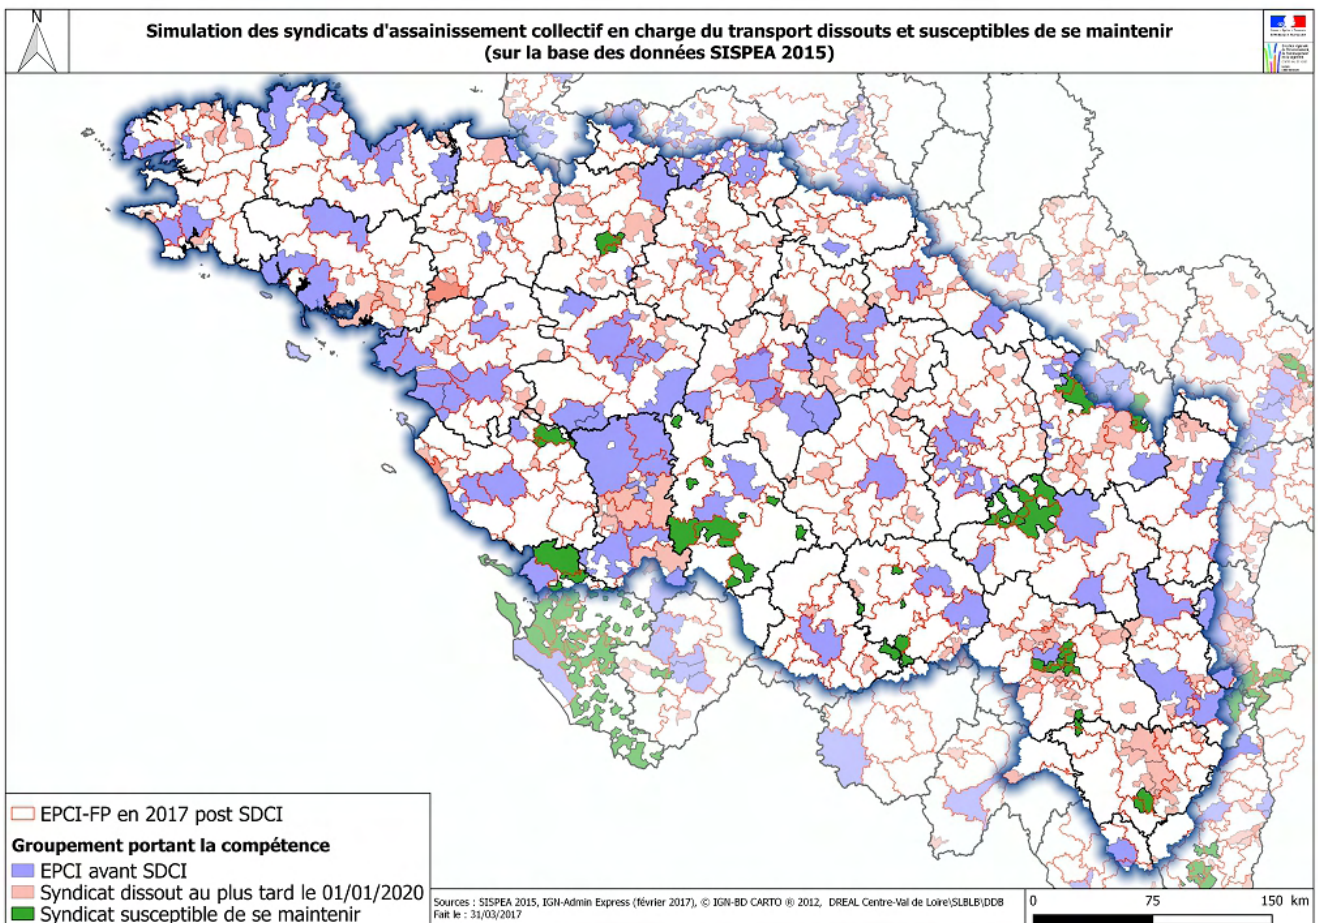 N
Simulation des syndicats d'assainissement collectif en charge du transport dissouts et susceptibles de se maintenir
(sur la base des données SISPEA 2015)
EPCI-FP en 2017 post SDCI
Groupement portant la compétence
EPCI avant SDCI
Syndicat dissout au plus tard le 01/01/2020
Syndicat susceptible de se maintenir
Sources : SISPEA 2015, IGN-Admin Express (février 2017), © IGN-BD CARTO ® 2012, DREAL Centre-Val de Loire\SLBLB\DDB
Fait le : 31/03/2017
0 75 150 km